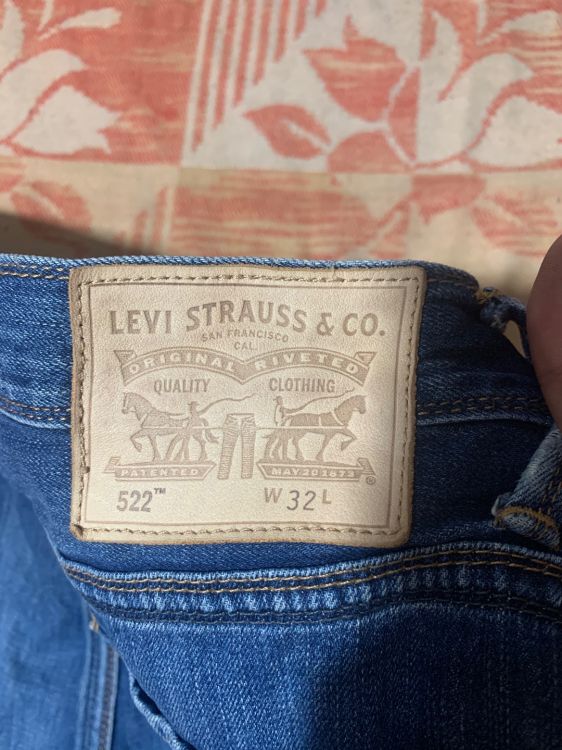 LEVI STRAUSS & CO.
SAN FRANCISCO
CAL.
ORIGINAL RIVETED
QUALITY CLOTHING
PATENTED MAY 20 1873
®
522™ W 32 L